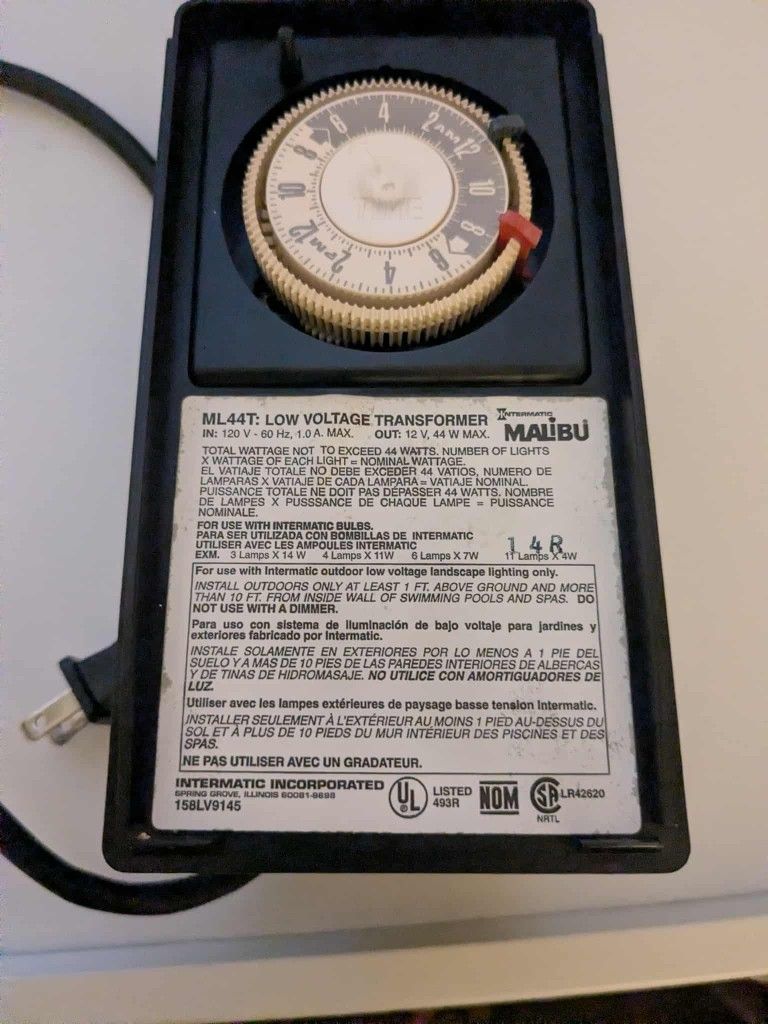 4
2AM
12
10
8
6
4
2PM
12
10
8
6
TIME
ML44T: LOW VOLTAGE TRANSFORMER INTERMATIC
IN: 120 V - 60 Hz, 1.0 A. MAX. OUT: 12 V, 44 W MAX. MALIBU
TOTAL WATTAGE NOT TO EXCEED 44 WATTS. NUMBER OF LIGHTS
X WATTAGE OF EACH LIGHT = NOMINAL WATTAGE.
EL VATIAJE TOTALE NO DEBE EXCEDER 44 VATIOS, NUMERO DE
LAMPARAS X VATIAJE DE CADA LAMPARA = VATIAJE NOMINAL.
PUISSANCE TOTALE NE DOIT PAS DÉPASSER 44 WATTS. NOMBRE
DE LAMPES X PUSSSANCE DE CHAQUE LAMPE = PUISSANCE
NOMINALE.
FOR USE WITH INTERMATIC BULBS.
PARA SER UTILIZADA CON BOMBILLAS DE INTERMATIC
UTILISER AVEC LES AMPOULES INTERMATIC 14R
EXM. 3 Lamps X 14 W 4 Lamps X 11W 6 Lamps X 7W 11 Lamps X 4W
For use with Intermatic outdoor low voltage landscape lighting only.
INSTALL OUTDOORS ONLY AT LEAST 1 FT. ABOVE GROUND AND MORE
THAN 10 FT. FROM INSIDE WALL OF SWIMMING POOLS AND SPAS. DO
NOT USE WITH A DIMMER.
Para uso con sistema de iluminación de bajo voltaje para jardines y
exteriores fabricado por Intermatic.
INSTALE SOLAMENTE EN EXTERIORES POR LO MENOS A 1 PIE DEL
SUELO Y A MAS DE 10 PIES DE LAS PAREDES INTERIORES DE ALBERCAS
Y DE TINAS DE HIDROMASAJE. NO UTILICE CON AMORTIGUADORES DE
LUZ.
Utiliser avec les lampes extérieures de paysage basse tension Intermatic.
INSTALLER SEULEMENT À L'EXTÉRIEUR AU MOINS 1 PIED AU-DESSUS DU
SOL ET À PLUS DE 10 PIEDS DU MUR INTÉRIEUR DES PISCINES ET DES
SPAS.
NE PAS UTILISER AVEC UN GRADATEUR.
INTERMATIC INCORPORATED
SPRING GROVE, ILLINOIS 60081-9698
158LV9145
UL LISTED
493R
NOM
SA LR42620
NRTL